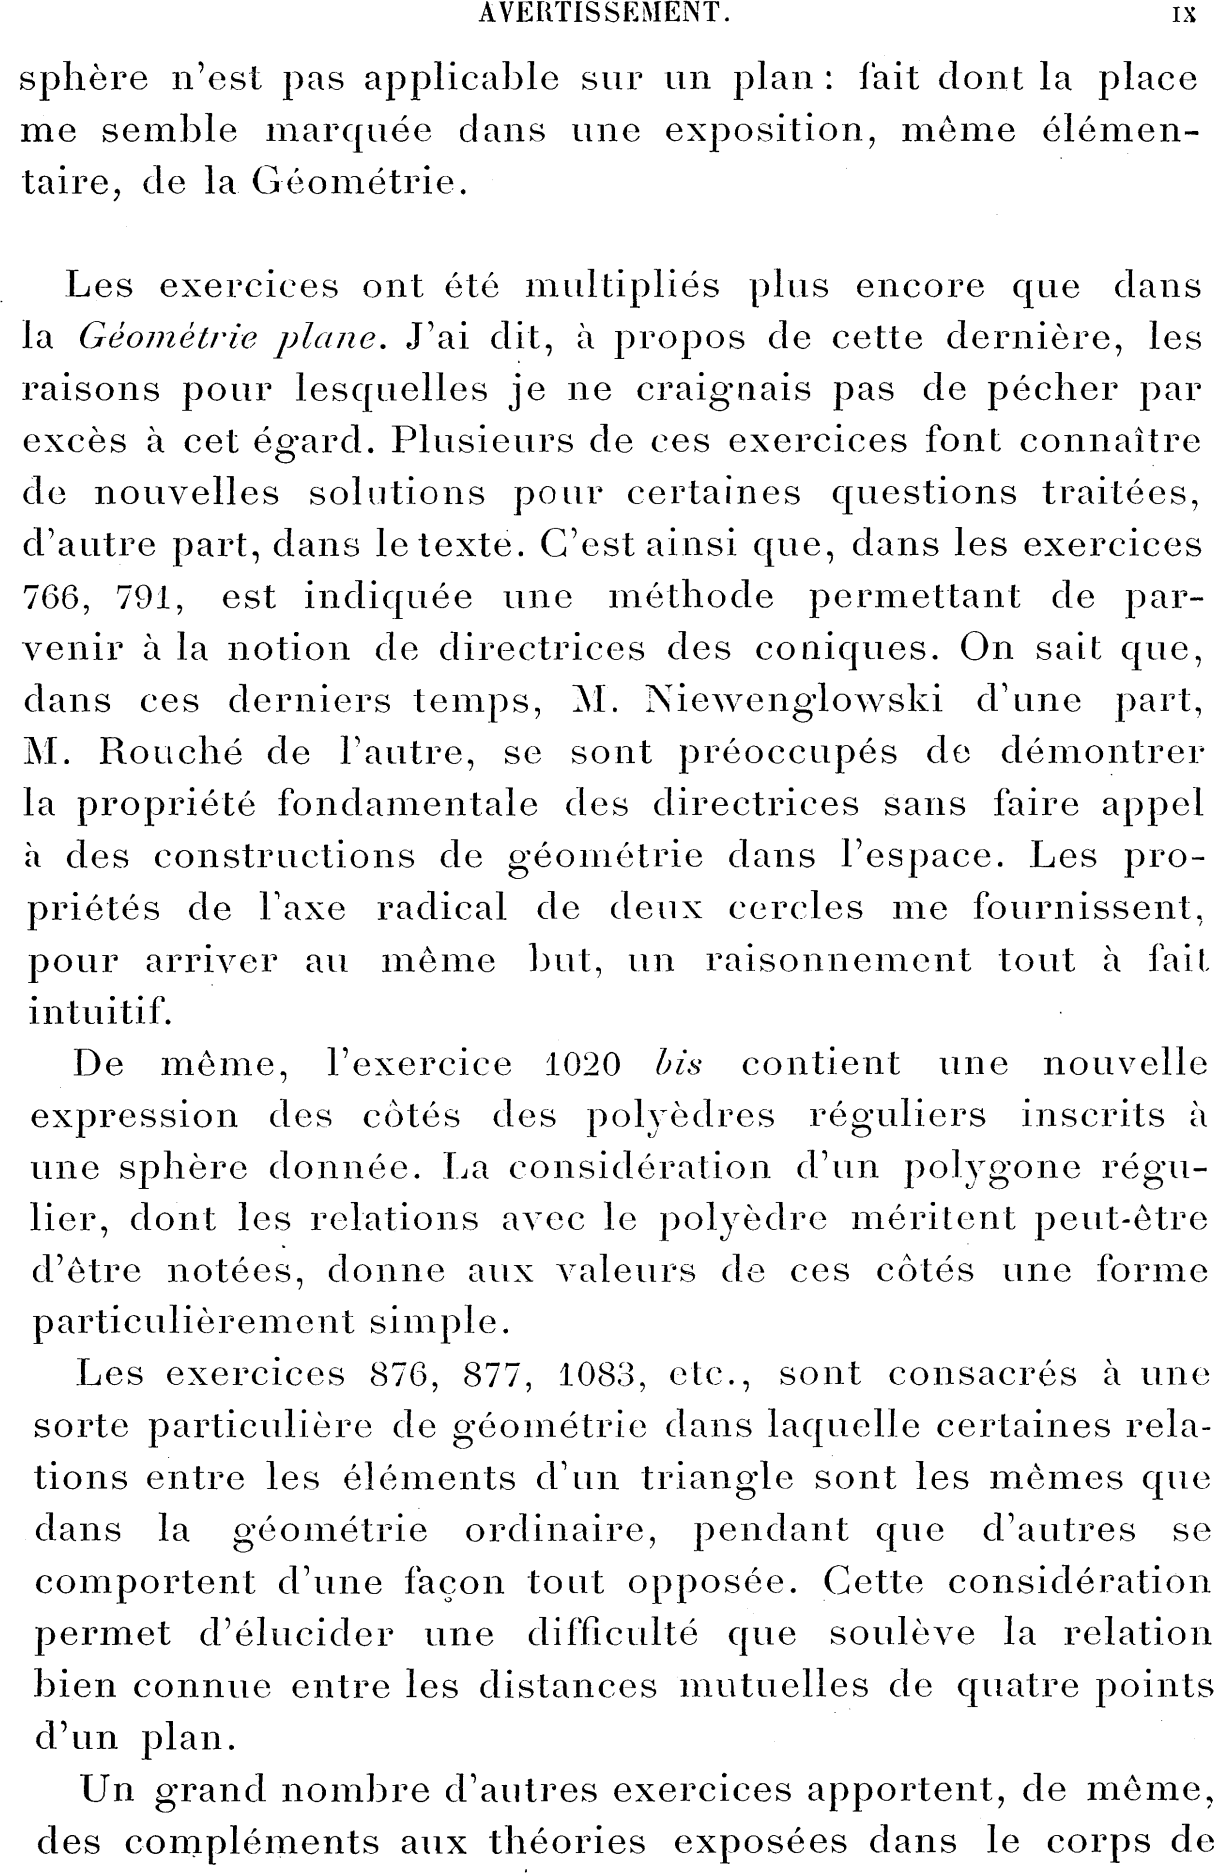 AVERTISSEMENT. IX
sphère n'est pas applicable sur un plan : fait dont la place
me semble marquée dans une exposition, même élémen-
taire, de la Géométrie.
Les exercices ont été multipliés plus encore que dans
la Géométrie plane. J'ai dit, à propos de cette dernière, les
raisons pour lesquelles je ne craignais pas de pécher par
excès à cet égard. Plusieurs de ces exercices font connaître
de nouvelles solutions pour certaines questions traitées,
d'autre part, dans le texte. C'est ainsi que, dans les exercices
766, 791, est indiquée une méthode permettant de par-
venir à la notion de directrices des coniques. On sait que,
dans ces derniers temps, M. Niewenglowski d'une part,
M. Rouché de l'autre, se sont préoccupés de démontrer
la propriété fondamentale des directrices sans faire appel
à des constructions de géométrie dans l'espace. Les pro-
priétés de l'axe radical de deux cercles me fournissent,
pour arriver au même but, un raisonnement tout à fait
intuitif.
De même, l'exercice 1020 bis contient une nouvelle
expression des côtés des polyèdres réguliers inscrits à
une sphère donnée. La considération d'un polygone régu-
lier, dont les relations avec le polyèdre méritent peut-être
d'être notées, donne aux valeurs de ces côtés une forme
particulièrement simple.
Les exercices 876, 877, 1083, etc., sont consacrés à une
sorte particulière de géométrie dans laquelle certaines rela-
tions entre les éléments d'un triangle sont les mêmes que
dans la géométrie ordinaire, pendant que d'autres se
comportent d'une façon tout opposée. Cette considération
permet d'élucider une difficulté que soulève la relation
bien connue entre les distances mutuelles de quatre points
d'un plan.
Un grand nombre d'autres exercices apportent, de même,
des compléments aux théories exposées dans le corps de